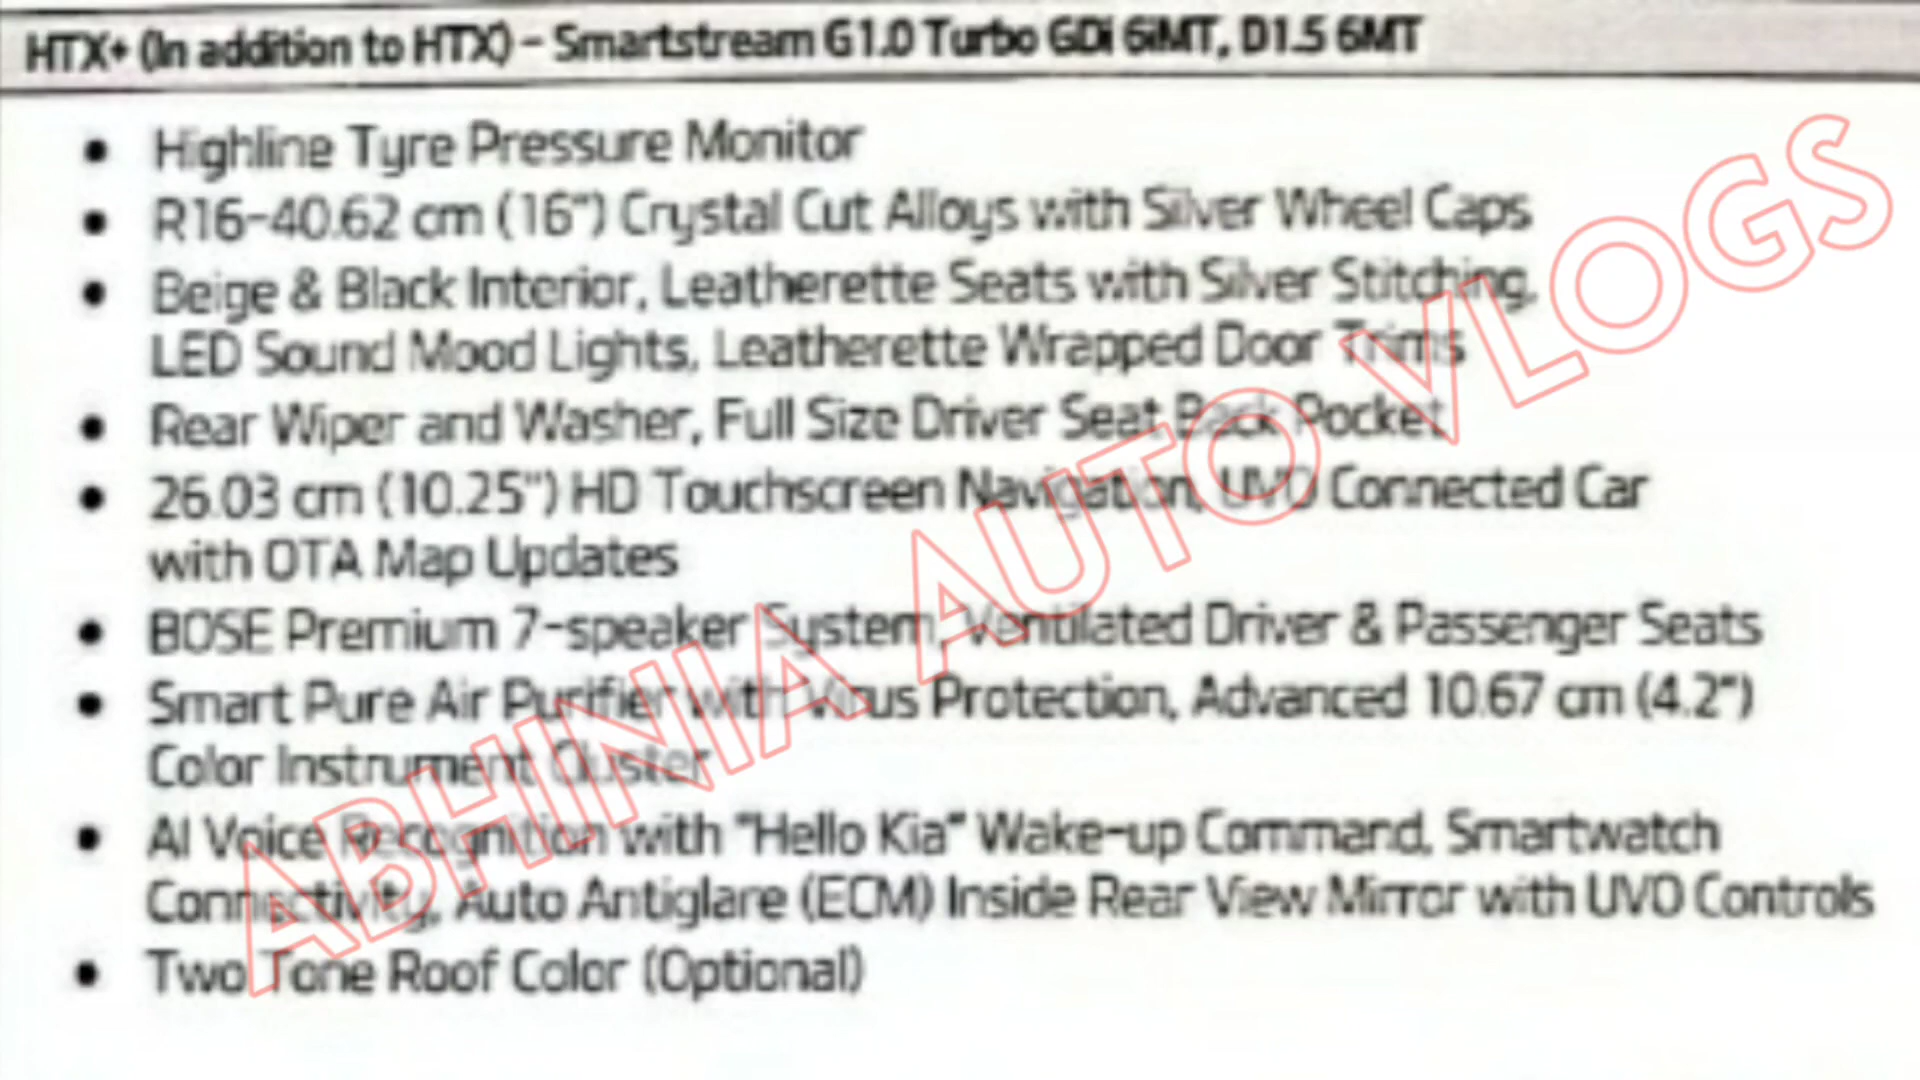 HTX+ (In addition to HTX) - Smartstream G1.0 Turbo GDi 6iMT, D1.5 6MT
• Highline Tyre Pressure Monitor
• R16-40.62 cm (16") Crystal Cut Alloys with Silver Wheel Caps
• Beige & Black Interior, Leatherette Seats with Silver Stitching,
LED Sound Mood Lights, Leatherette Wrapped Door Trims
• Rear Wiper and Washer, Full Size Driver Seat Back Pocket
• 26.03 cm (10.25") HD Touchscreen Navigation, UVO Connected Car
with OTA Map Updates
• BOSE Premium 7-speaker System, Ventilated Driver & Passenger Seats
• Smart Pure Air Purifier with Virus Protection, Advanced 10.67 cm (4.2")
Color Instrument Cluster
• AI Voice Recognition with "Hello Kia" Wake-up Command, Smartwatch
Connectivity, Auto Antiglare (ECM) Inside Rear View Mirror with UVO Controls
• Two Tone Roof Color (Optional)
ABHINIA AUTO VLOGS